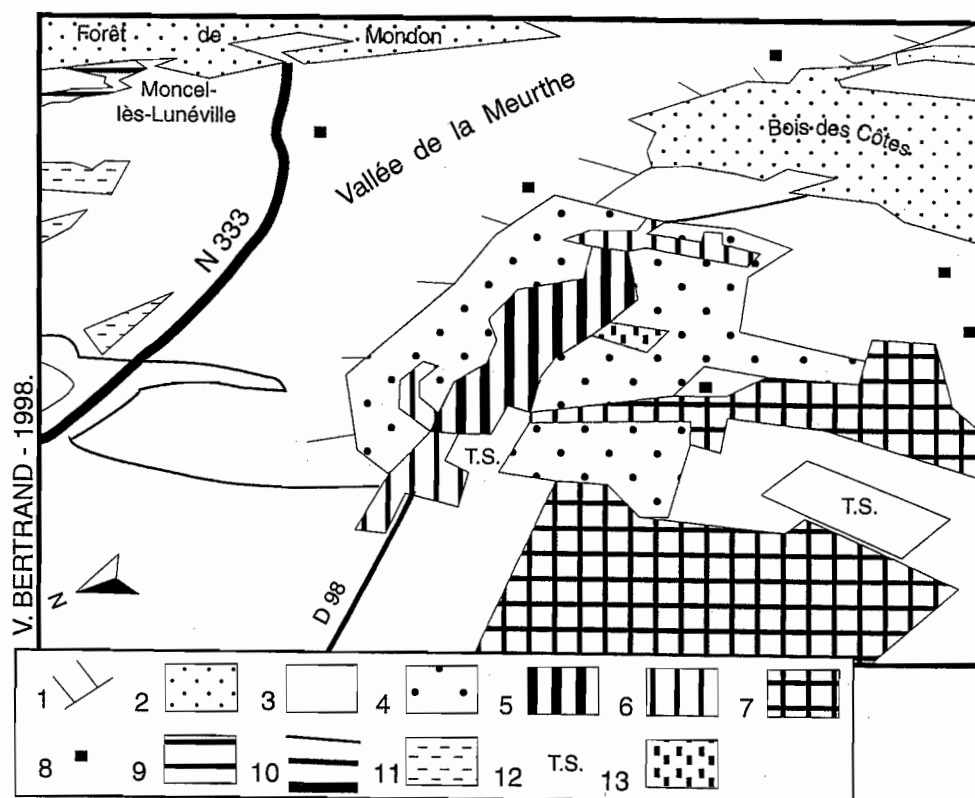 Forêt de Mondon
Moncel-
lès-Lunéville
Vallée de la Meurthe
Bois des Côtes
N 333
T.S.
T.S.
D 98
N
V. BERTRAND - 1998.
1 2 3 4 5 6 7
8 9 10 11 12 T.S. 13